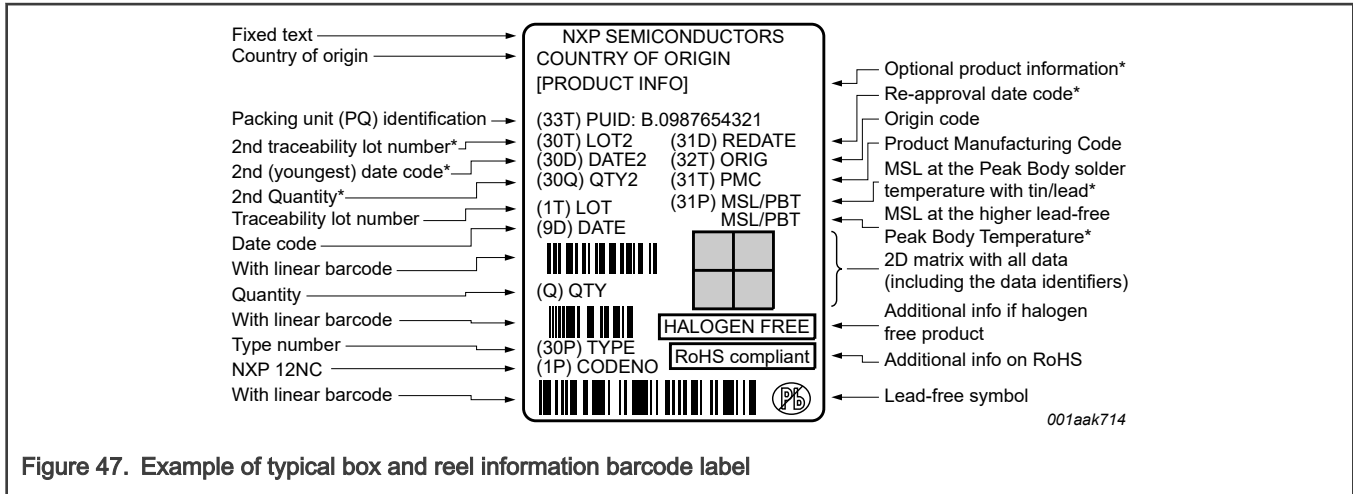 Fixed text
Country of origin
Packing unit (PQ) identification
2nd traceability lot number*
2nd (youngest) date code*
2nd Quantity*
Traceability lot number
Date code
With linear barcode
Quantity
With linear barcode
Type number
NXP 12NC
With linear barcode
NXP SEMICONDUCTORS
COUNTRY OF ORIGIN
[PRODUCT INFO]
(33T) PUID: B.0987654321
(30T) LOT2 (31D) REDATE
(30D) DATE2 (32T) ORIG
(30Q) QTY2 (31T) PMC
(1T) LOT (31P) MSL/PBT
(9D) DATE MSL/PBT
(Q) QTY
HALOGEN FREE
(30P) TYPE RoHS compliant
(1P) CODENO
Pb
Optional product information*
Re-approval date code*
Origin code
Product Manufacturing Code
MSL at the Peak Body solder
temperature with tin/lead*
MSL at the higher lead-free
Peak Body Temperature*
2D matrix with all data
(including the data identifiers)
Additional info if halogen
free product
Additional info on RoHS
Lead-free symbol
001aak714
Figure 47. Example of typical box and reel information barcode label